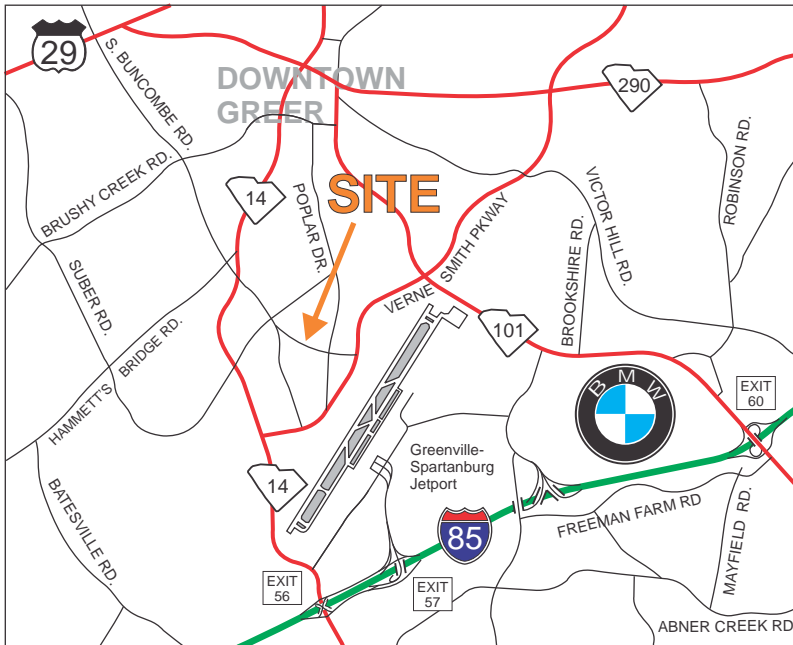 29
S. BUNCOMBE RD.
DOWNTOWN
GREER
290
BRUSHY CREEK RD.
14
POPLAR DR.
SITE
VERNE SMITH PKWAY
VICTOR HILL RD.
ROBINSON RD.
BROOKSHIRE RD.
SUBER RD.
HAMMETT'S BRIDGE RD.
101
BMW
EXIT
60
Greenville-
Spartanburg
Jetport
14
85
FREEMAN FARM RD
MAYFIELD RD.
BATESVILLE RD.
EXIT
56
EXIT
57
ABNER CREEK RD